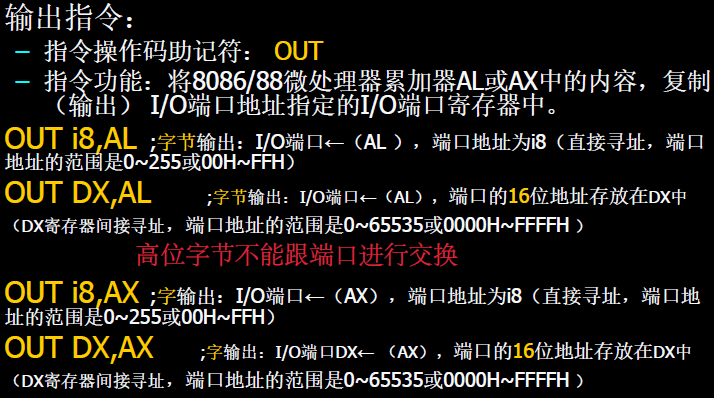 输出指令：
– 指令操作码助记符： OUT
– 指令功能：将8086/88微处理器累加器AL或AX中的内容，复制
（输出） I/O端口地址指定的I/O端口寄存器中。
OUT i8,AL ;字节输出：I/O端口←（AL ），端口地址为i8（直接寻址，端口
地址的范围是0~255或00H~FFH）
OUT DX,AL ;字节输出：I/O端口←（AL），端口的16位地址存放在DX中
（DX寄存器间接寻址，端口地址的范围是0~65535或0000H~FFFFH ）
高位字节不能跟端口进行交换
OUT i8,AX ;字输出：I/O端口←（AX），端口地址为i8（直接寻址，端口地
址的范围是0~255或00H~FFH）
OUT DX,AX ;字输出：I/O端口DX←（AX），端口的16位地址存放在DX中
（DX寄存器间接寻址，端口地址的范围是0~65535或0000H~FFFFH ）